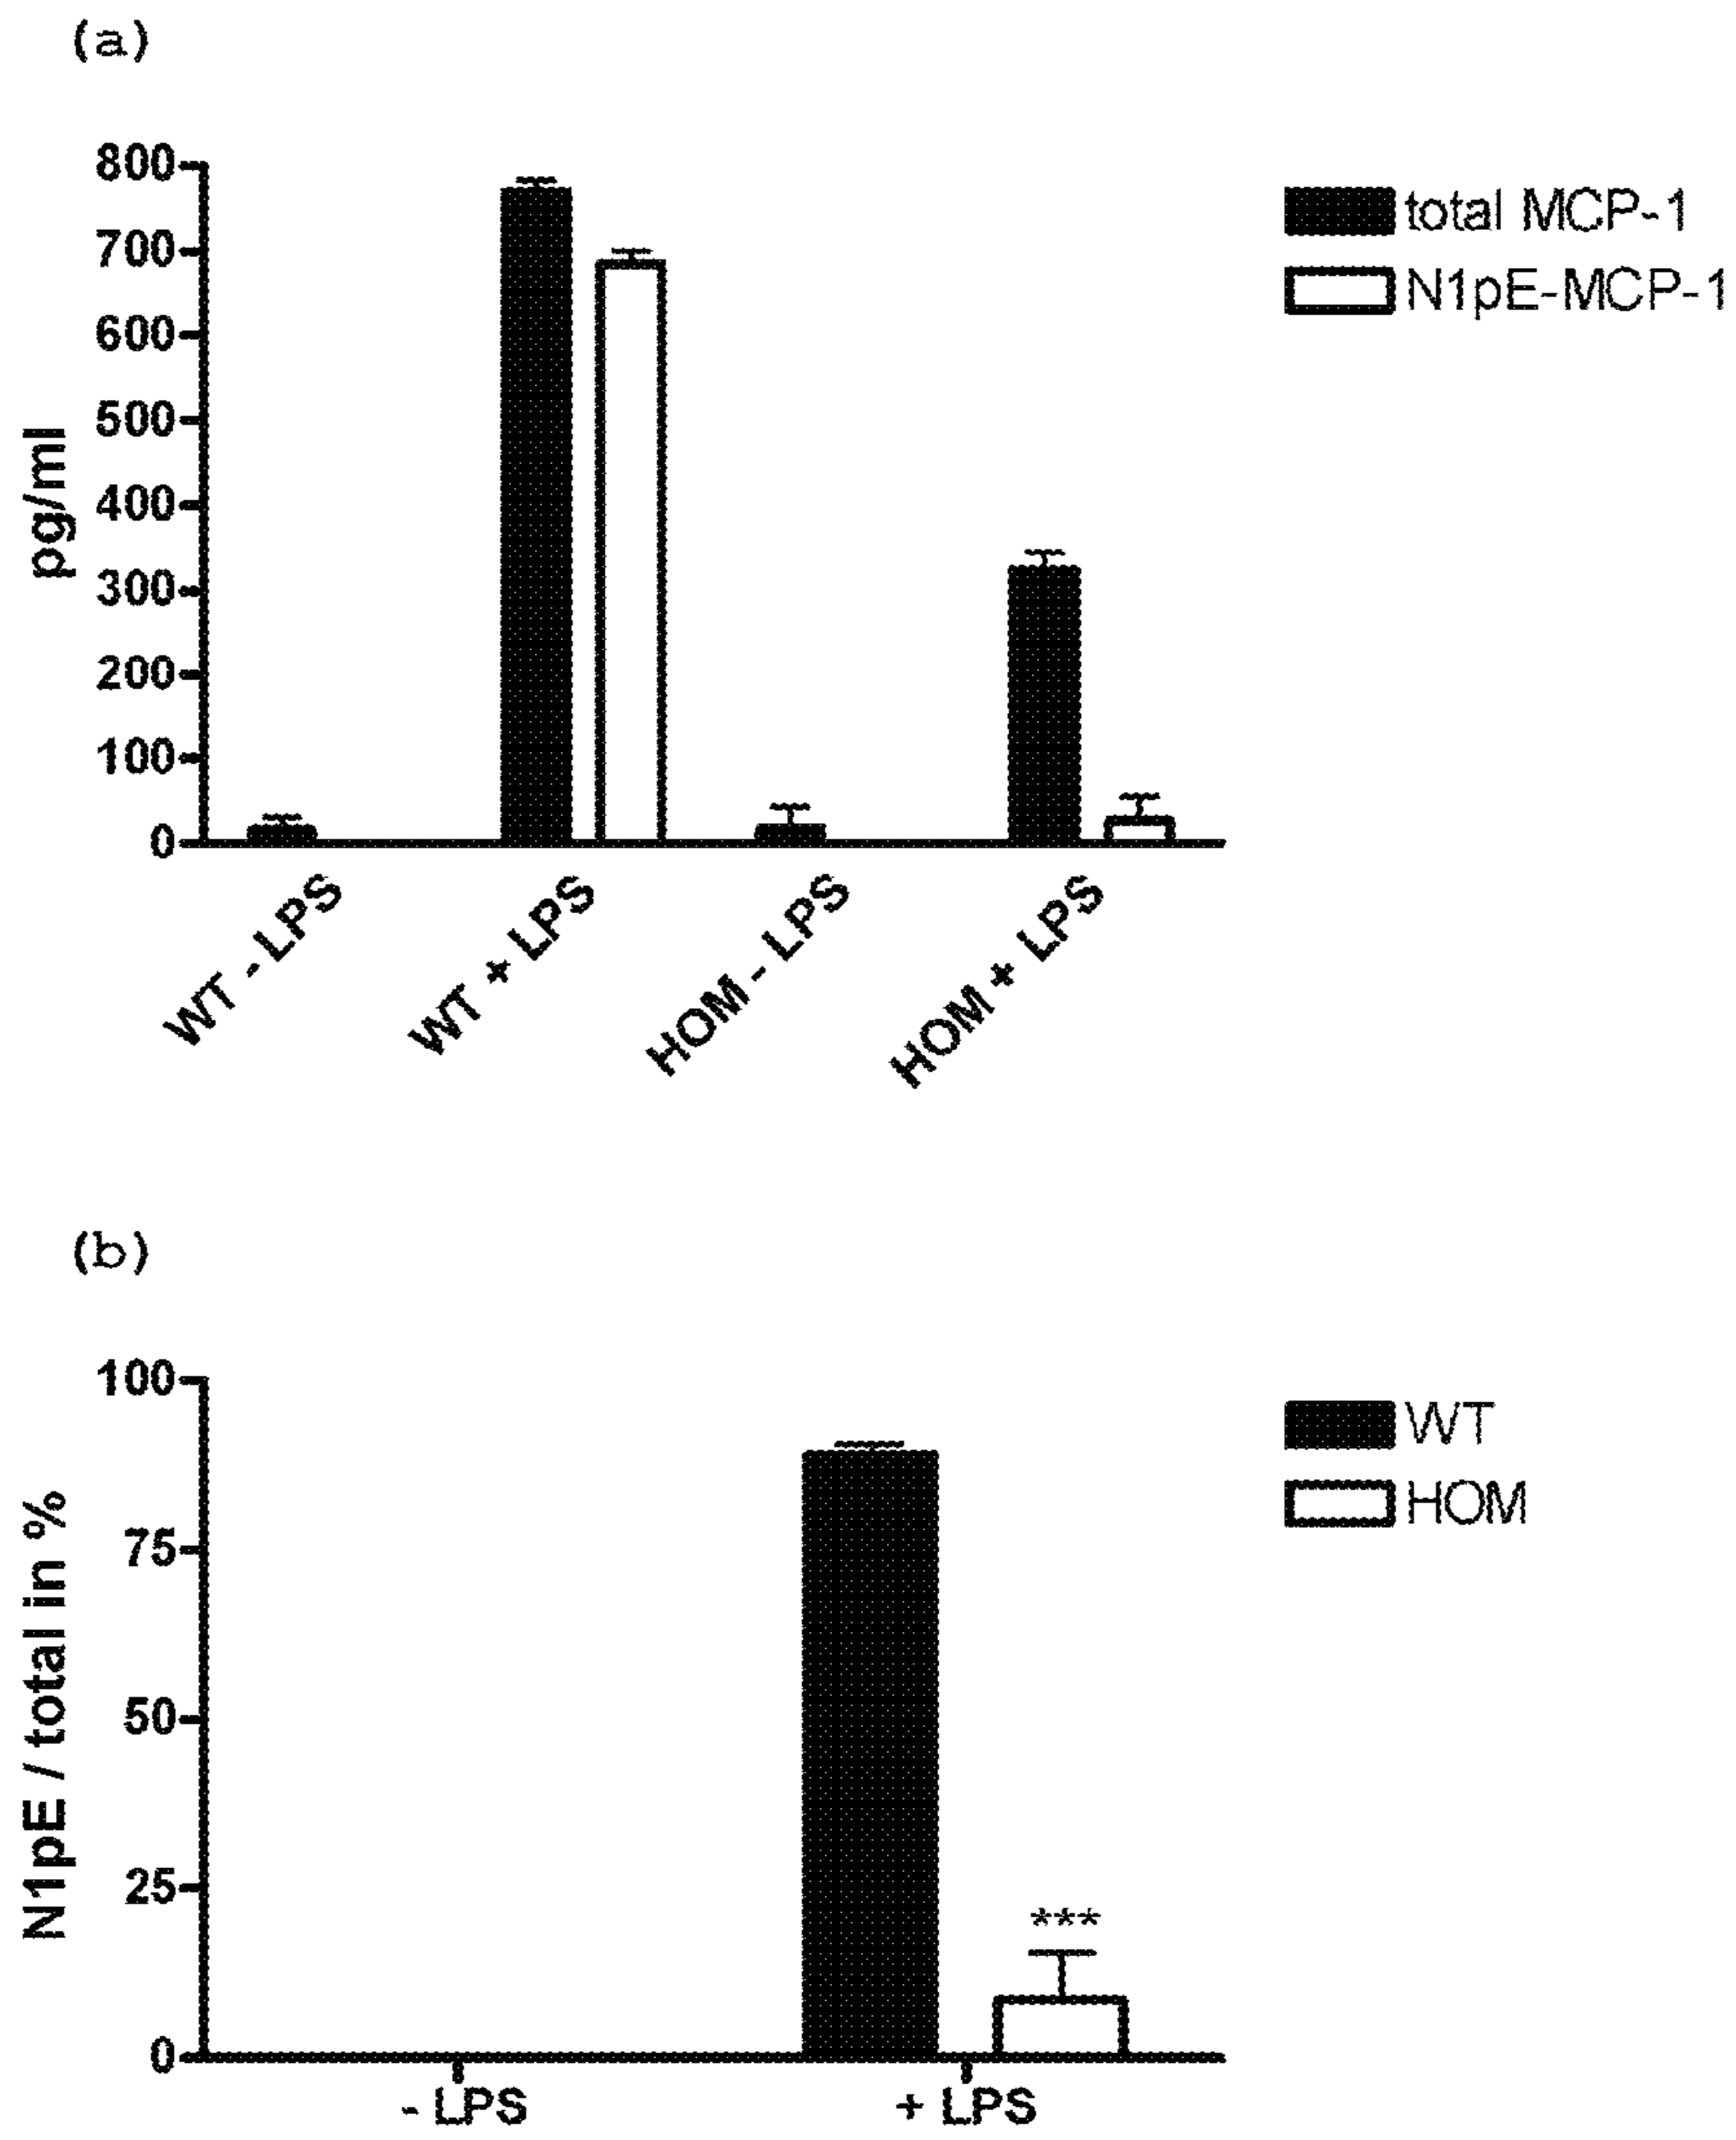 (a)
800
700
600
500
400
300
200
100
0
pg/ml
total MCP-1
N1pE-MCP-1
WT - LPS
WT + LPS
HOM - LPS
HOM + LPS
(b)
100
75
50
25
0
N1pE / total in %
WT
HOM
***
- LPS
+ LPS